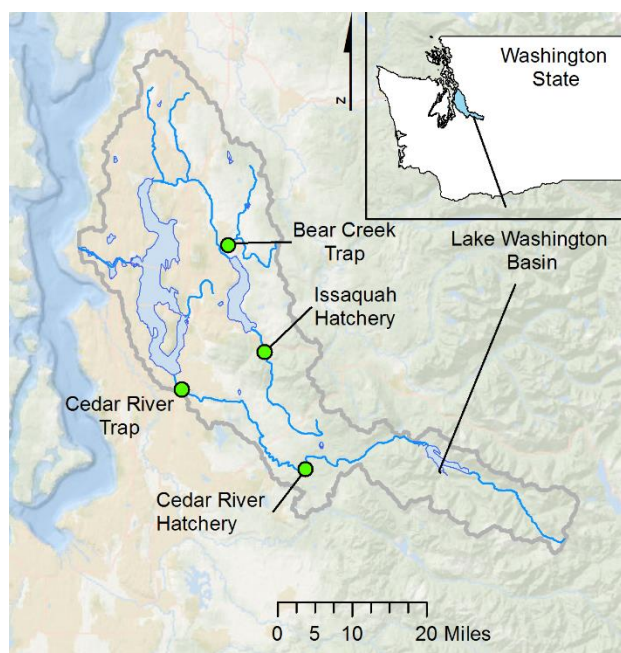 Washington
State
N
Lake Washington
Basin
Bear Creek
Trap
Issaquah
Hatchery
Cedar River
Trap
Cedar River
Hatchery
0 5 10 20 Miles